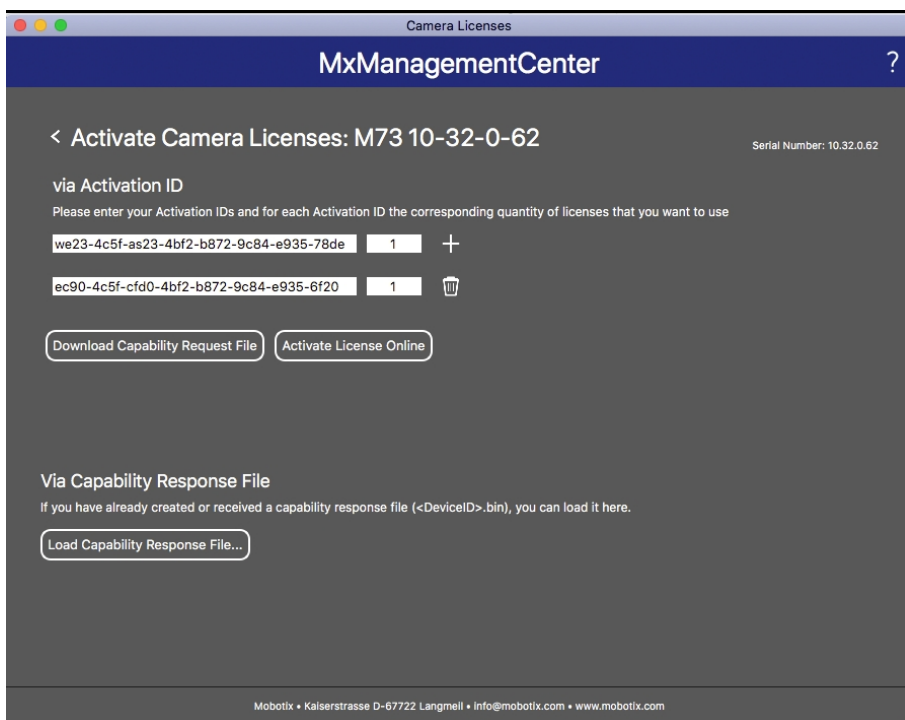 Camera Licenses
MxManagementCenter
?
< Activate Camera Licenses: M73 10-32-0-62
Serial Number: 10.32.0.62
via Activation ID
Please enter your Activation IDs and for each Activation ID the corresponding quantity of licenses that you want to use
we23-4c5f-as23-4bf2-b872-9c84-e935-78de 1 +
ec90-4c5f-cfd0-4bf2-b872-9c84-e935-6f20 1
Download Capability Request File Activate License Online
Via Capability Response File
If you have already created or received a capability response file (<DeviceID>.bin), you can load it here.
Load Capability Response File...
Mobotix • Kaiserstrasse D-67722 Langmeil • info@mobotix.com • www.mobotix.com